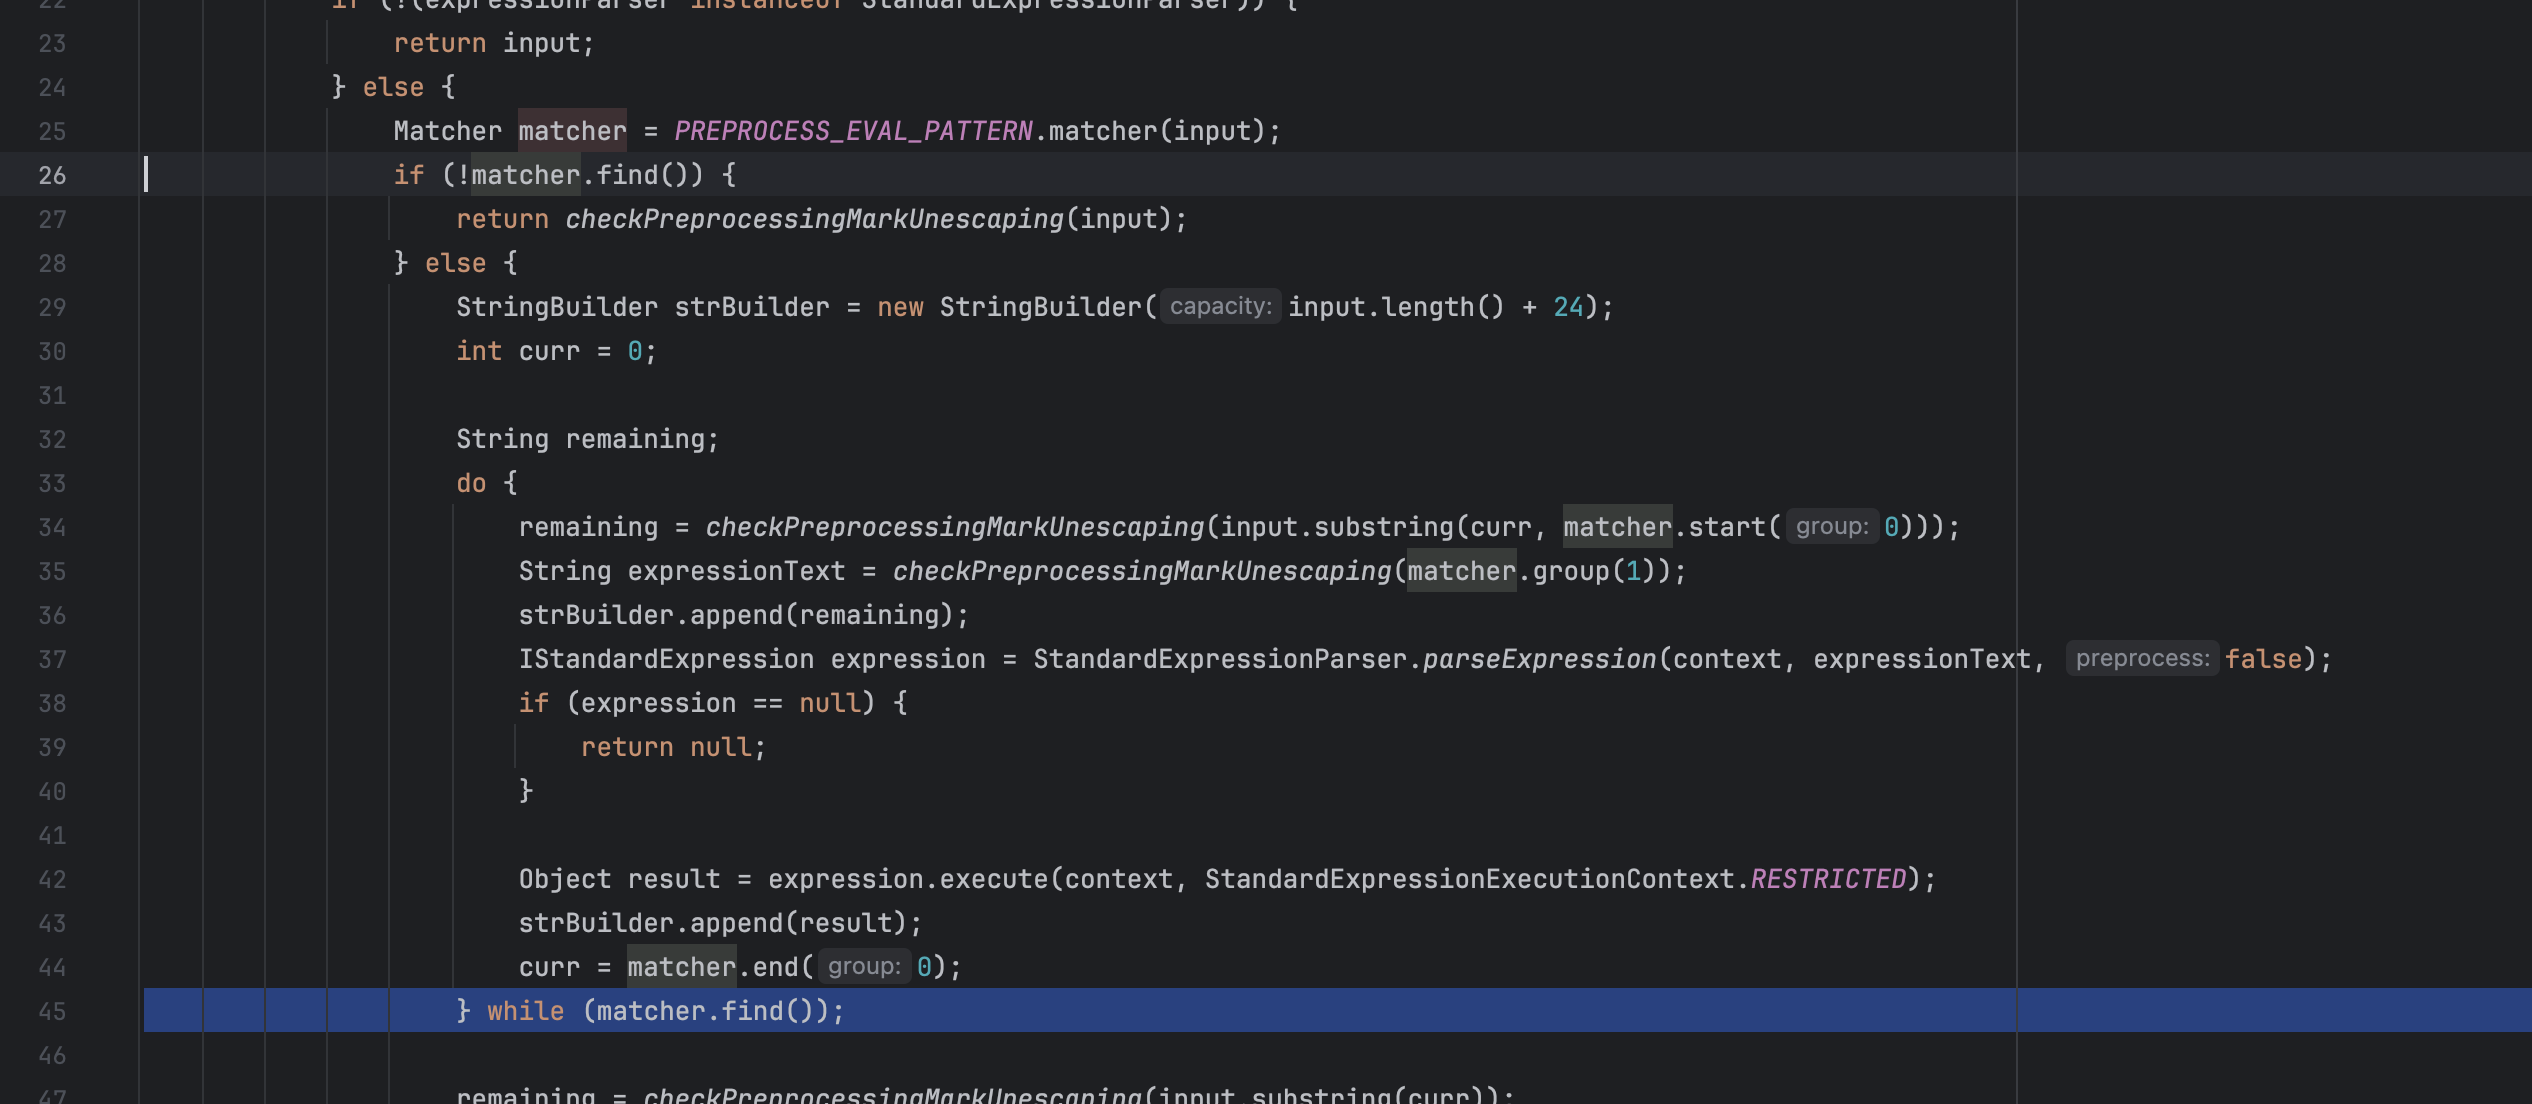 22 if (!(expressionParser instanceof StandardExpressionParser)) {
23 return input;
24 } else {
25 Matcher matcher = PREPROCESS_EVAL_PATTERN.matcher(input);
26 if (!matcher.find()) {
27 return checkPreprocessingMarkUnescaping(input);
28 } else {
29 StringBuilder strBuilder = new StringBuilder( capacity: input.length() + 24);
30 int curr = 0;
31
32 String remaining;
33 do {
34 remaining = checkPreprocessingMarkUnescaping(input.substring(curr, matcher.start( group: 0)));
35 String expressionText = checkPreprocessingMarkUnescaping(matcher.group(1));
36 strBuilder.append(remaining);
37 IStandardExpression expression = StandardExpressionParser.parseExpression(context, expressionText, preprocess: false);
38 if (expression == null) {
39 return null;
40 }
41
42 Object result = expression.execute(context, StandardExpressionExecutionContext.RESTRICTED);
43 strBuilder.append(result);
44 curr = matcher.end( group: 0);
45 } while (matcher.find());
46
47 remaining = checkPreprocessingMarkUnescaping(input.substring(curr));